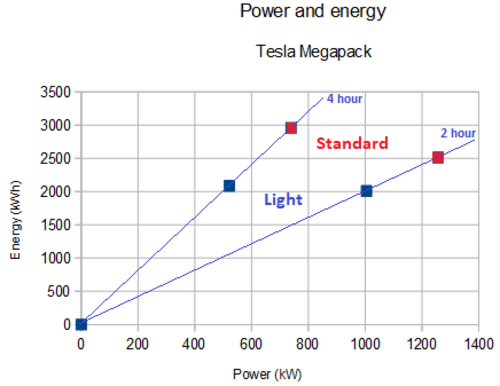 Power and energy
Tesla Megapack
3500
3000
2500
2000
1500
1000
500
0
Energy (kWh)
4 hour
2 hour
Standard
Light
0 200 400 600 800 1000 1200 1400
Power (kW)